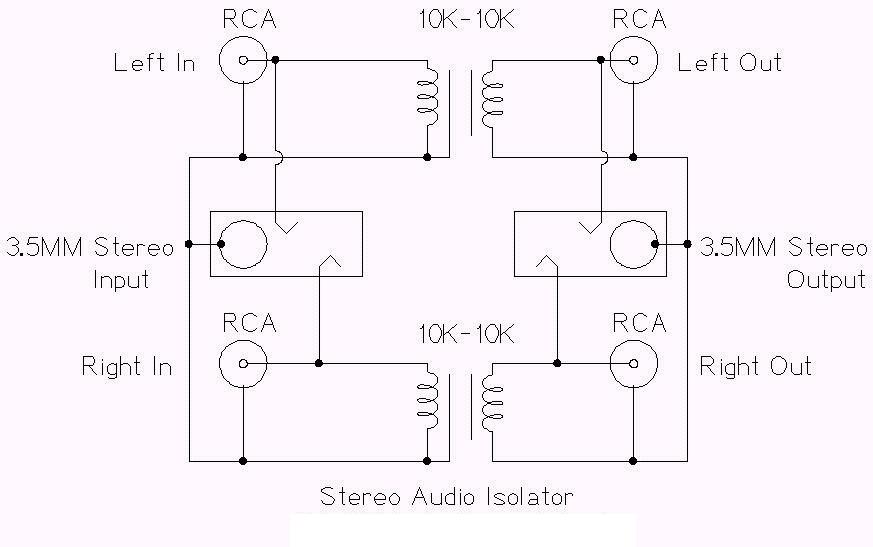 RCA
10K-10K
RCA
Left In
Left Out
3.5MM Stereo
Input
3.5MM Stereo
Output
RCA
10K-10K
RCA
Right In
Right Out
Stereo Audio Isolator